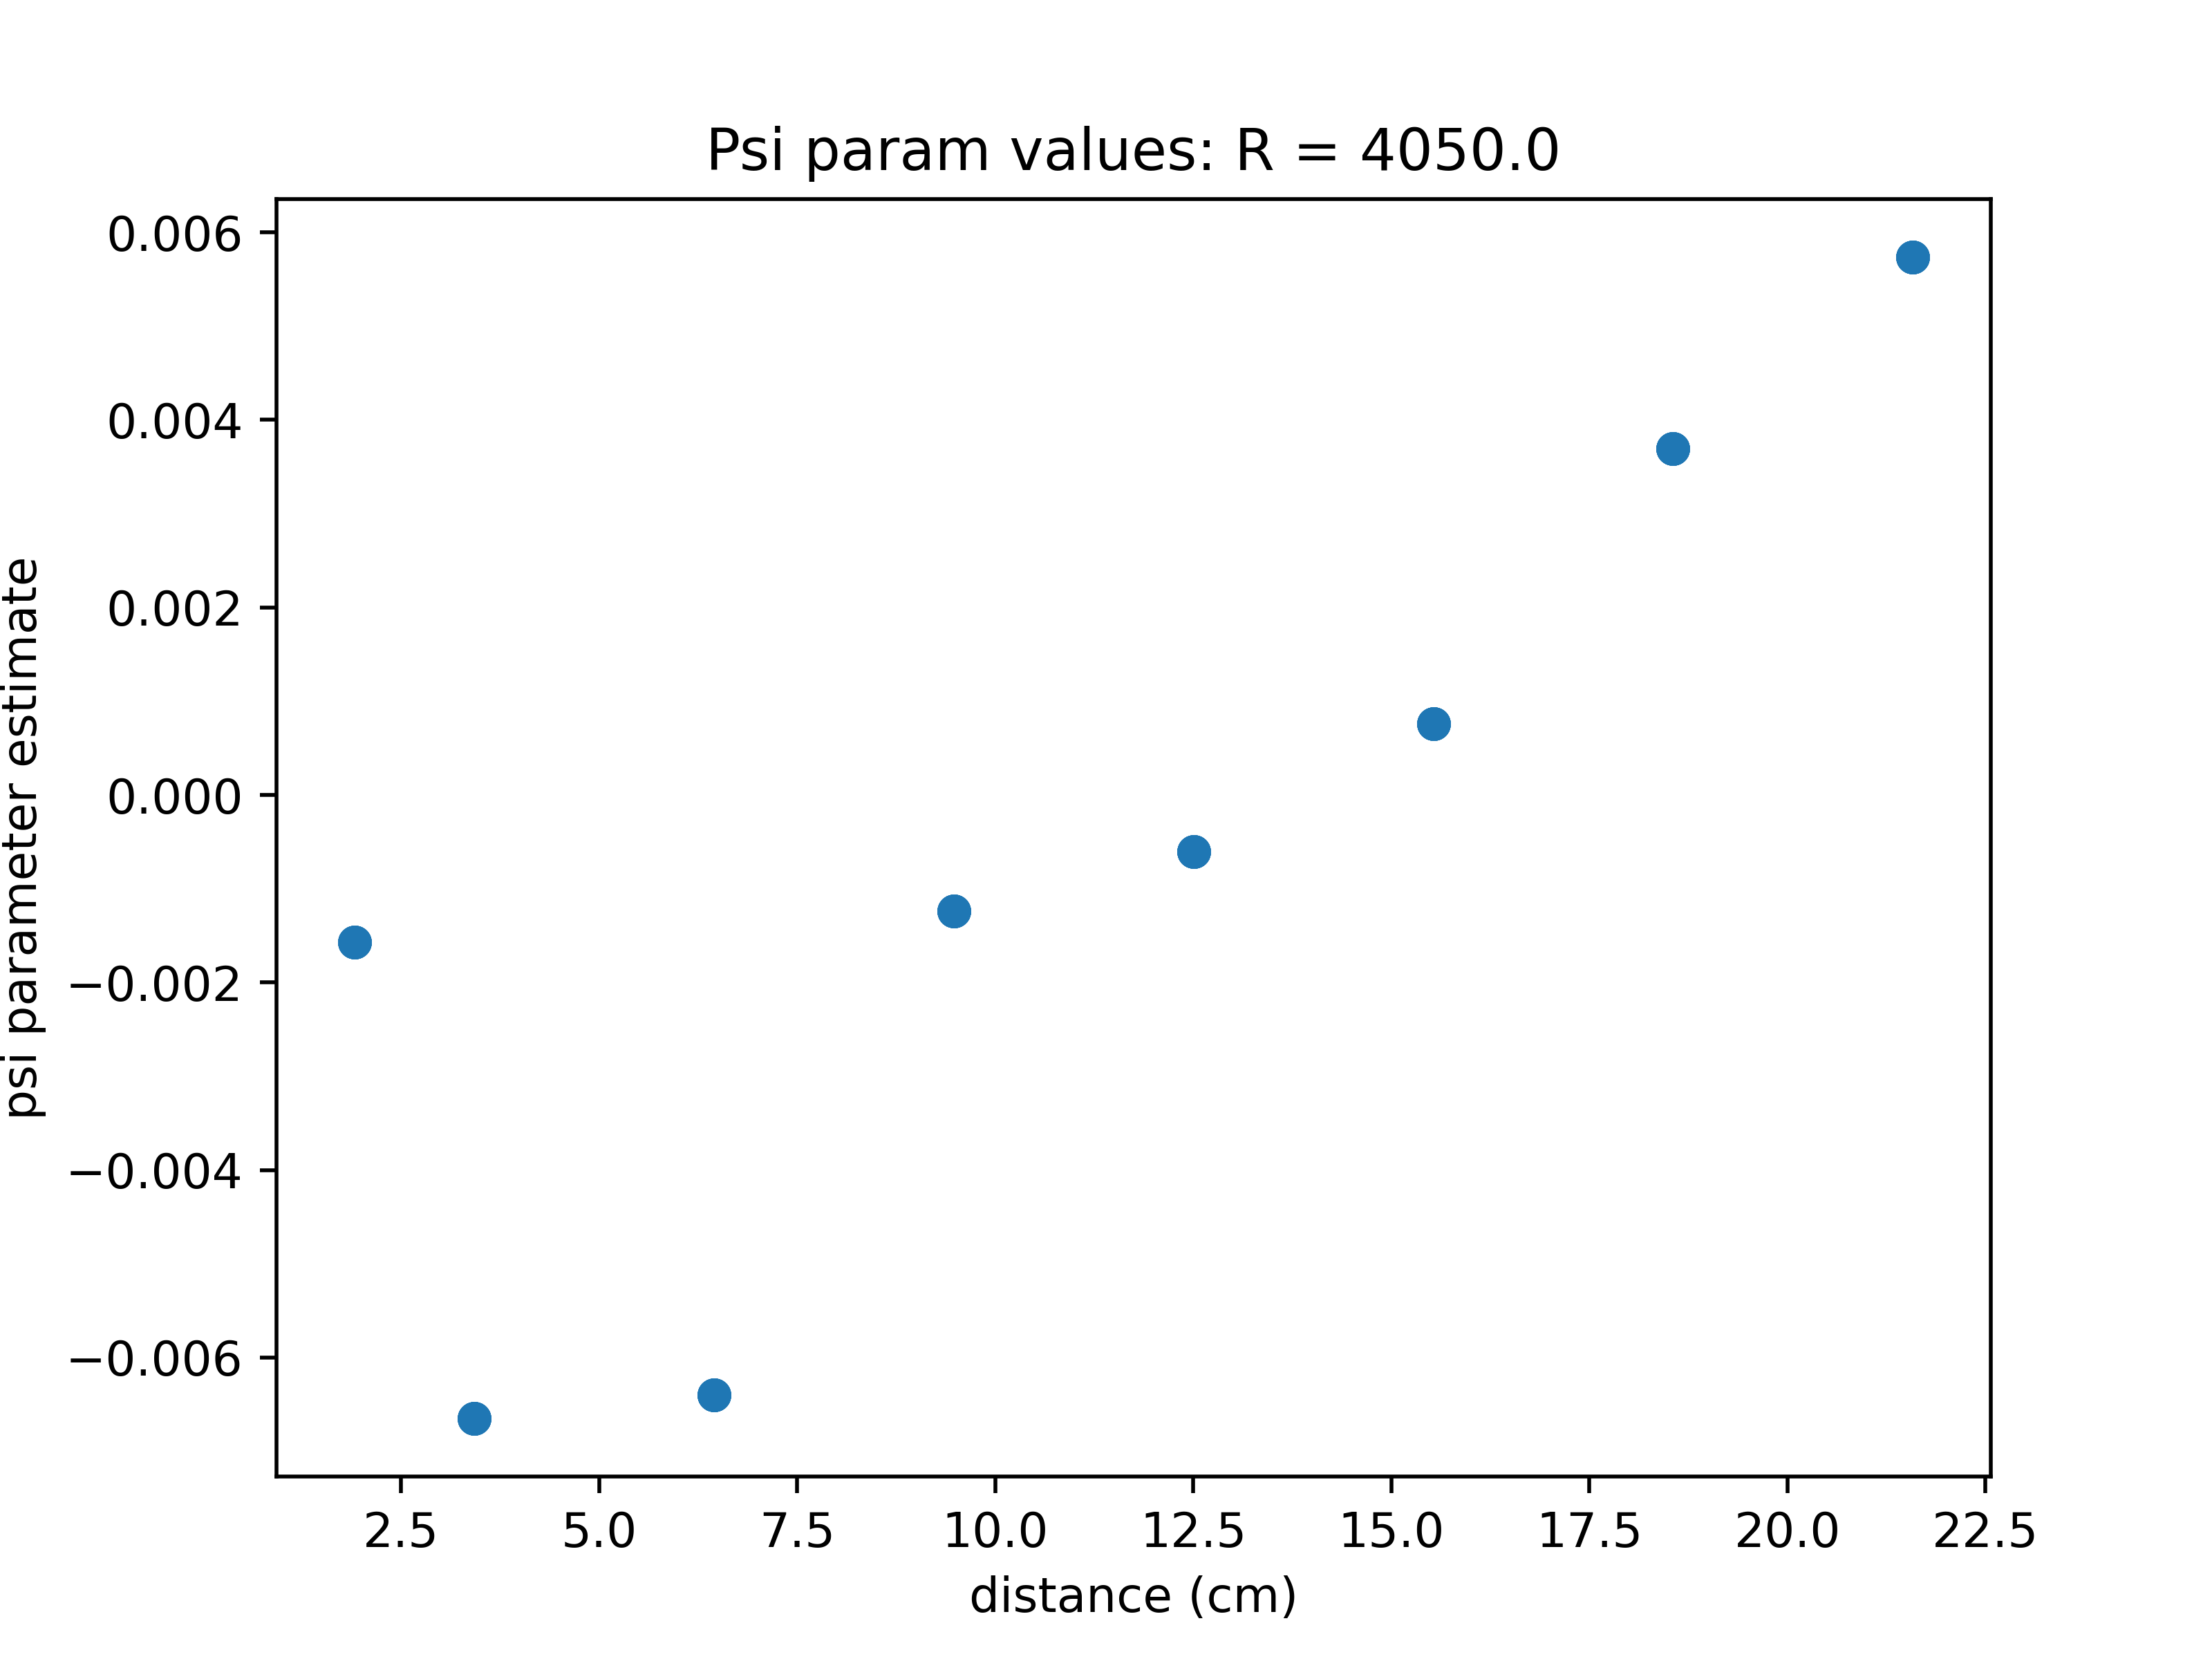 Psi param values: R = 4050.0
psi parameter estimate
0.006
0.004
0.002
0.000
−0.002
−0.004
−0.006
2.5 5.0 7.5 10.0 12.5 15.0 17.5 20.0 22.5
distance (cm)